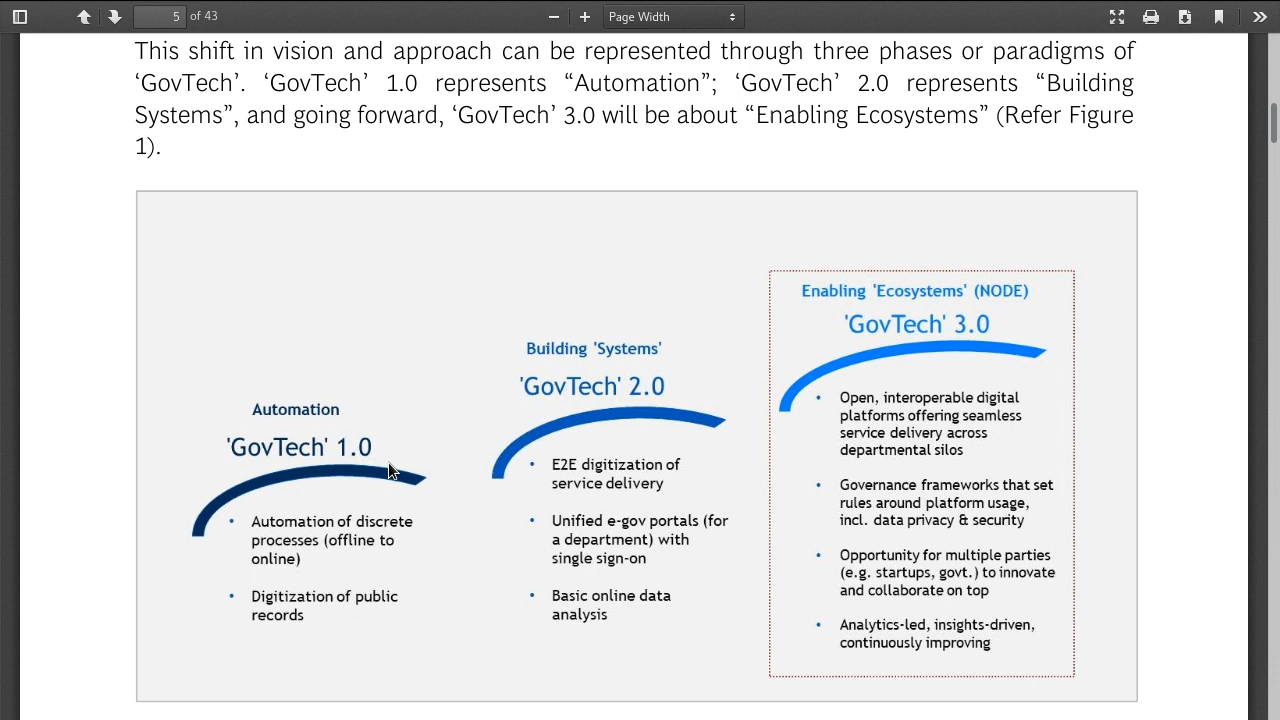 5 of 43
Page Width
This shift in vision and approach can be represented through three phases or paradigms of
‘GovTech’. ‘GovTech’ 1.0 represents “Automation”; ‘GovTech’ 2.0 represents “Building
Systems”, and going forward, ‘GovTech’ 3.0 will be about “Enabling Ecosystems” (Refer Figure
1).
Automation
'GovTech' 1.0
• Automation of discrete
processes (offline to
online)
• Digitization of public
records
Building 'Systems'
'GovTech' 2.0
• E2E digitization of
service delivery
• Unified e-gov portals (for
a department) with
single sign-on
• Basic online data
analysis
Enabling 'Ecosystems' (NODE)
'GovTech' 3.0
• Open, interoperable digital
platforms offering seamless
service delivery across
departmental silos
• Governance frameworks that set
rules around platform usage,
incl. data privacy & security
• Opportunity for multiple parties
(e.g. startups, govt.) to innovate
and collaborate on top
• Analytics-led, insights-driven,
continuously improving